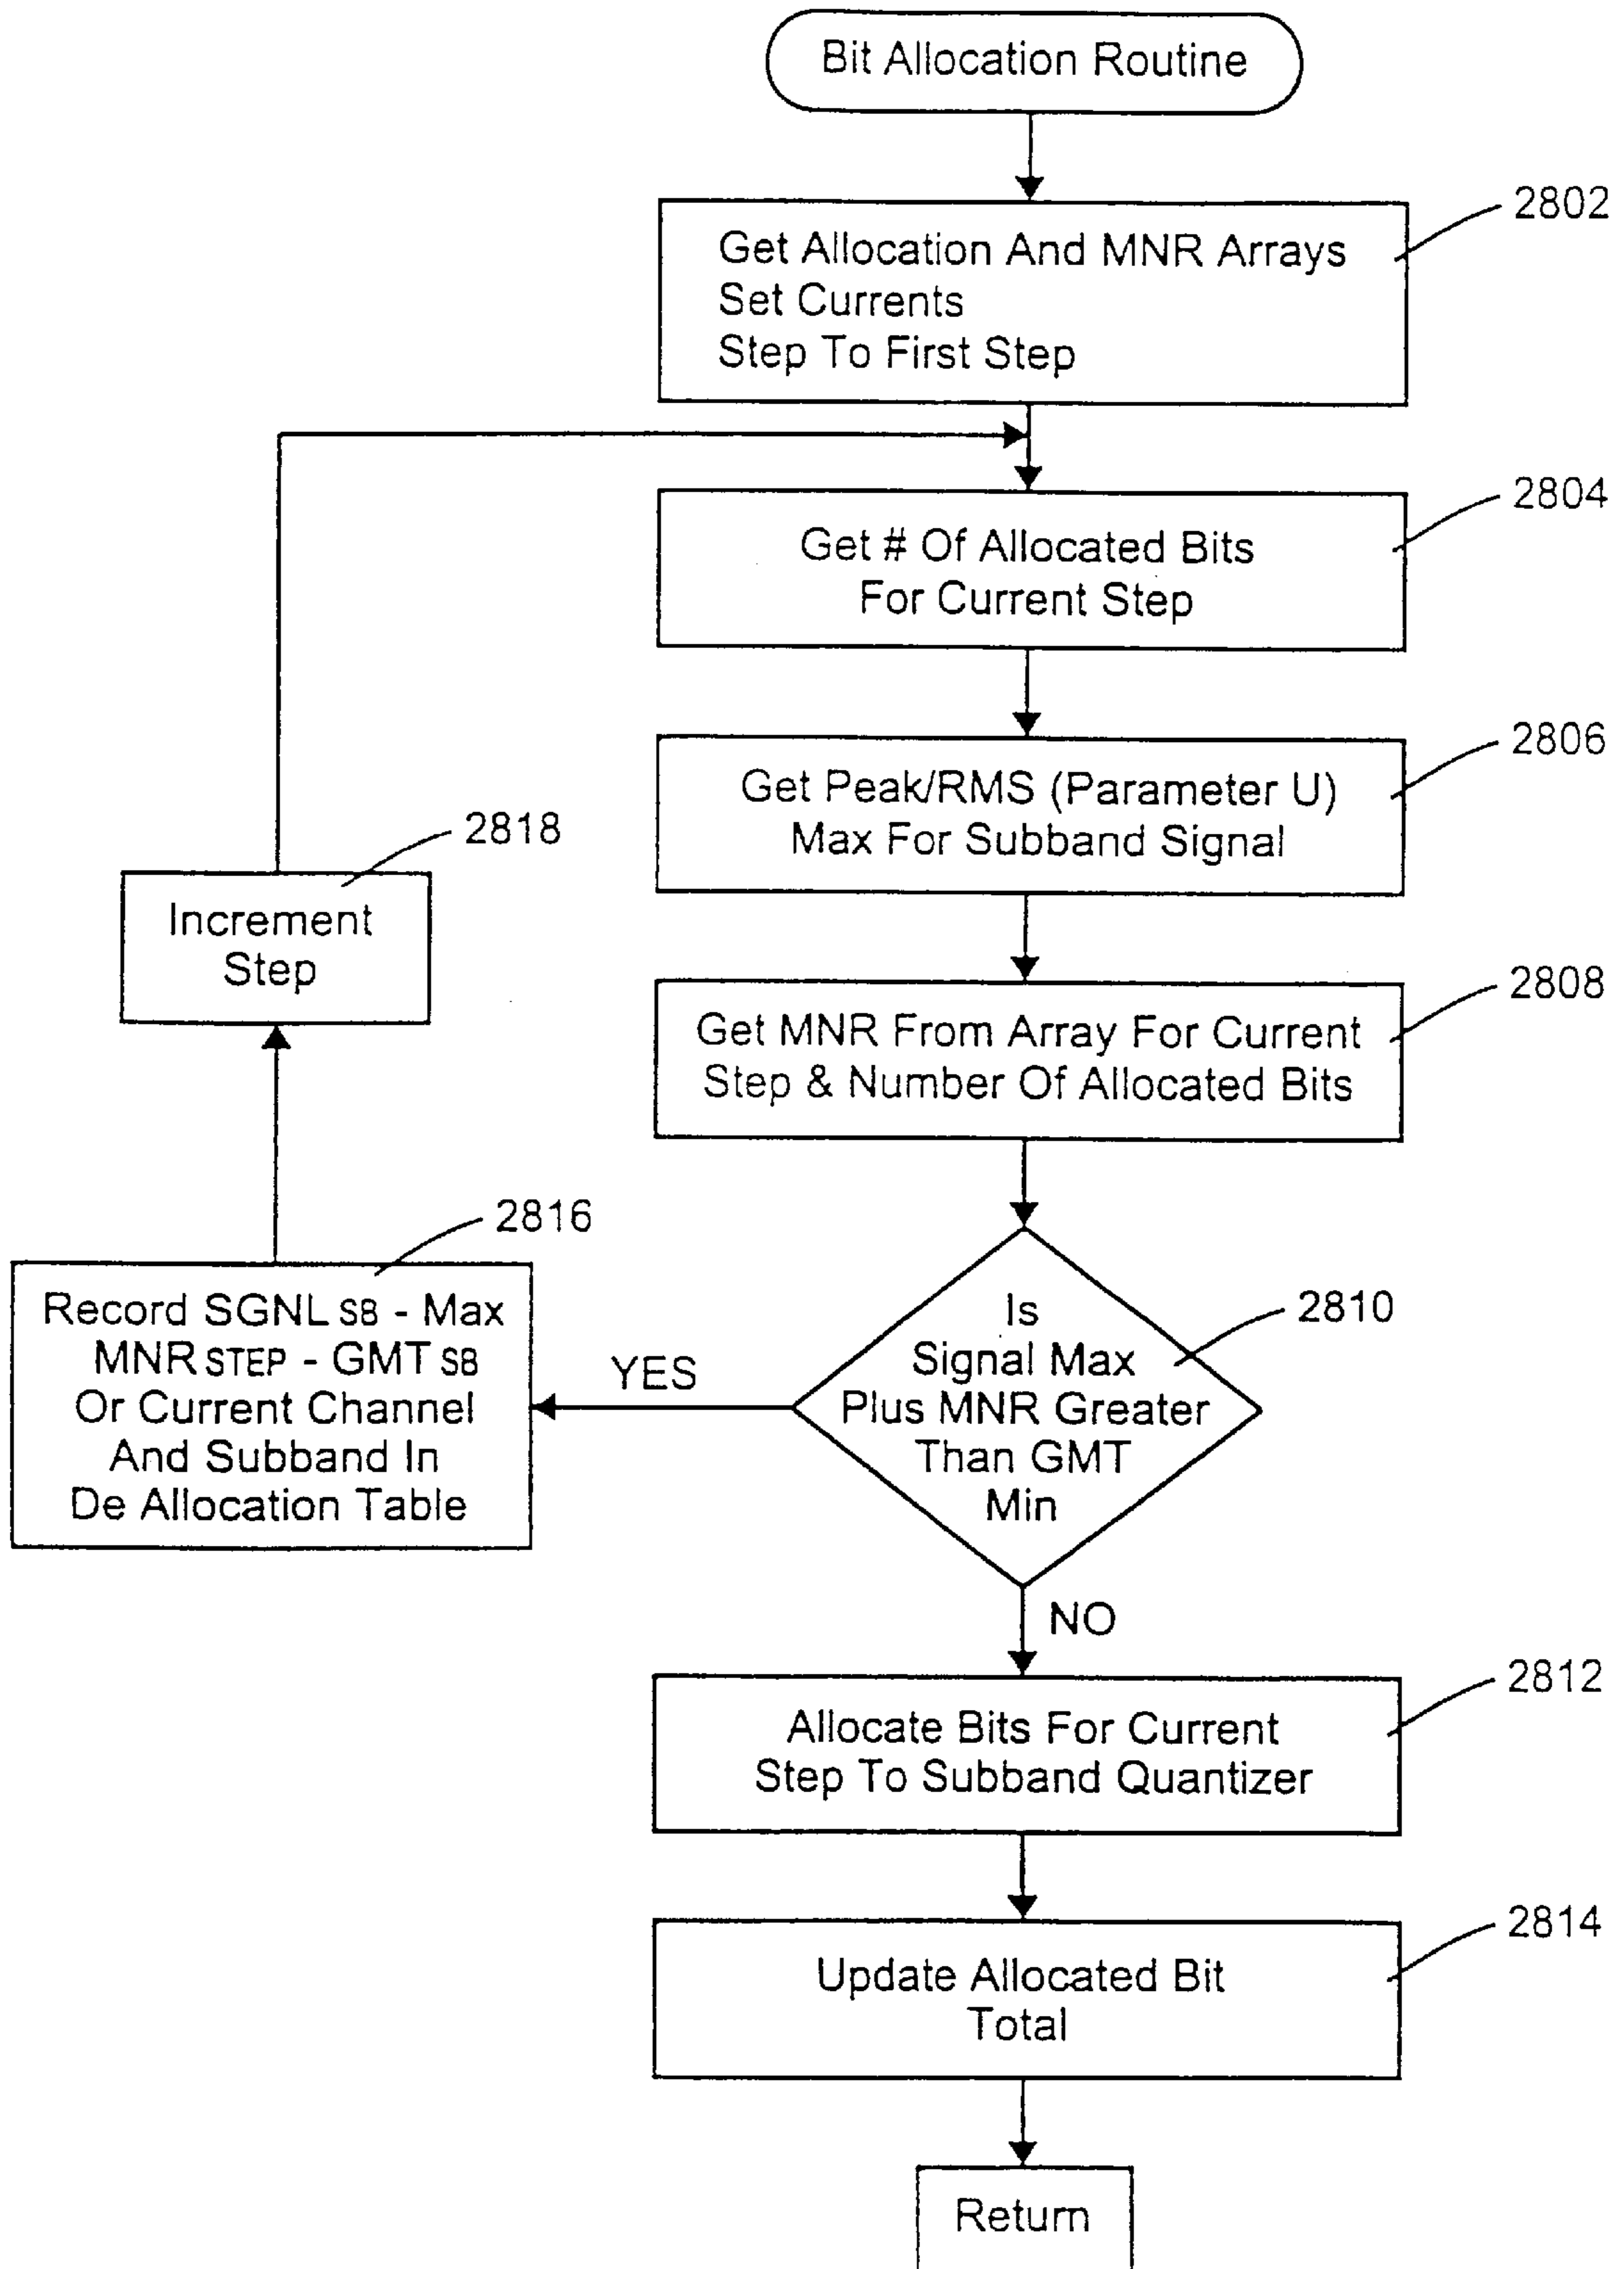 Bit Allocation Routine
2802
Get Allocation And MNR Arrays
Set Currents
Step To First Step
2804
Get # Of Allocated Bits
For Current Step
2806
Get Peak/RMS (Parameter U)
Max For Subband Signal
2818
Increment
Step
2808
Get MNR From Array For Current
Step & Number Of Allocated Bits
2816
Record SGNL SB - Max
MNR STEP - GMT SB
Or Current Channel
And Subband In
De Allocation Table
YES
2810
Is
Signal Max
Plus MNR Greater
Than GMT
Min
NO
2812
Allocate Bits For Current
Step To Subband Quantizer
2814
Update Allocated Bit
Total
Return